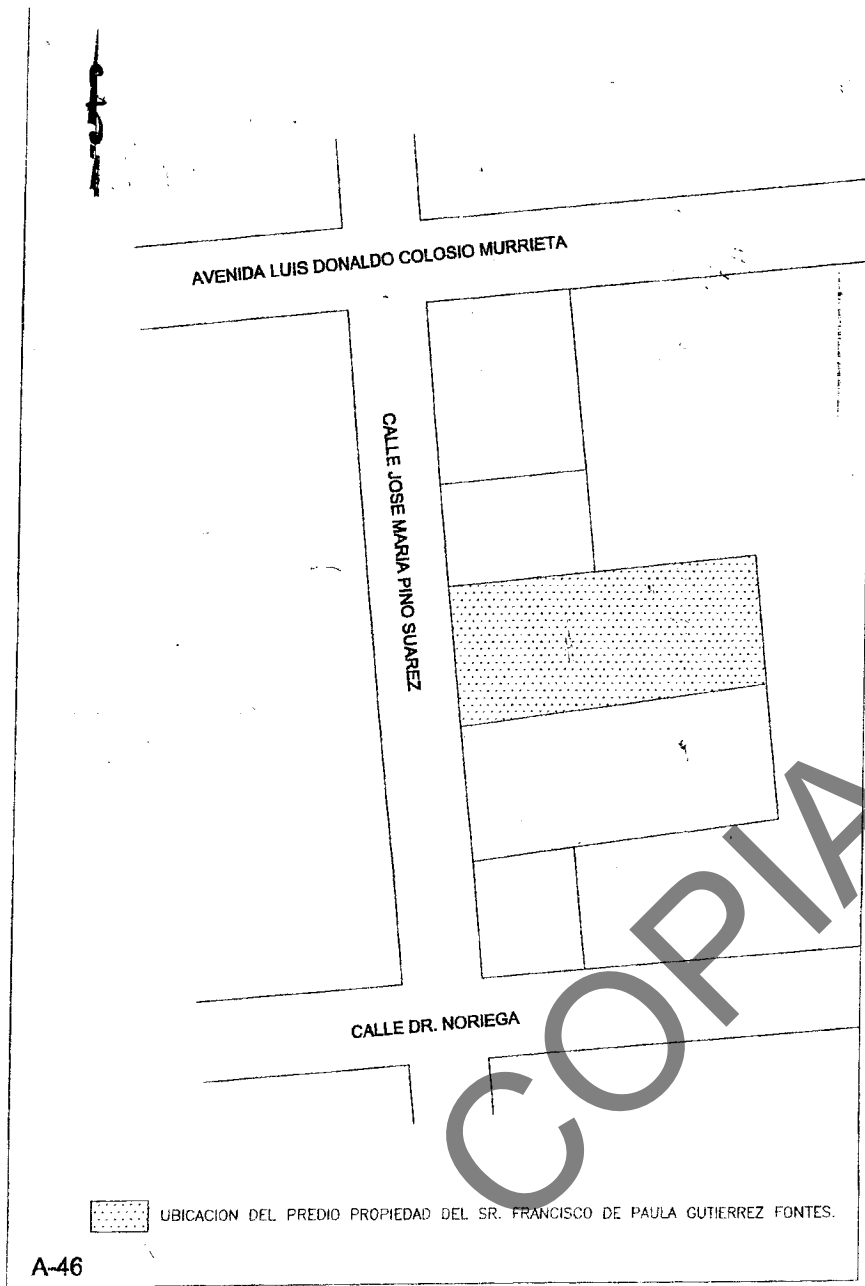 AVENIDA LUIS DONALDO COLOSIO MURRIETA
CALLE JOSE MARIA PINO SUAREZ
CALLE DR. NORIEGA
COPIA
UBICACION DEL PREDIO PROPIEDAD DEL SR. FRANCISCO DE PAULA GUTIERREZ FONTES.
A-46